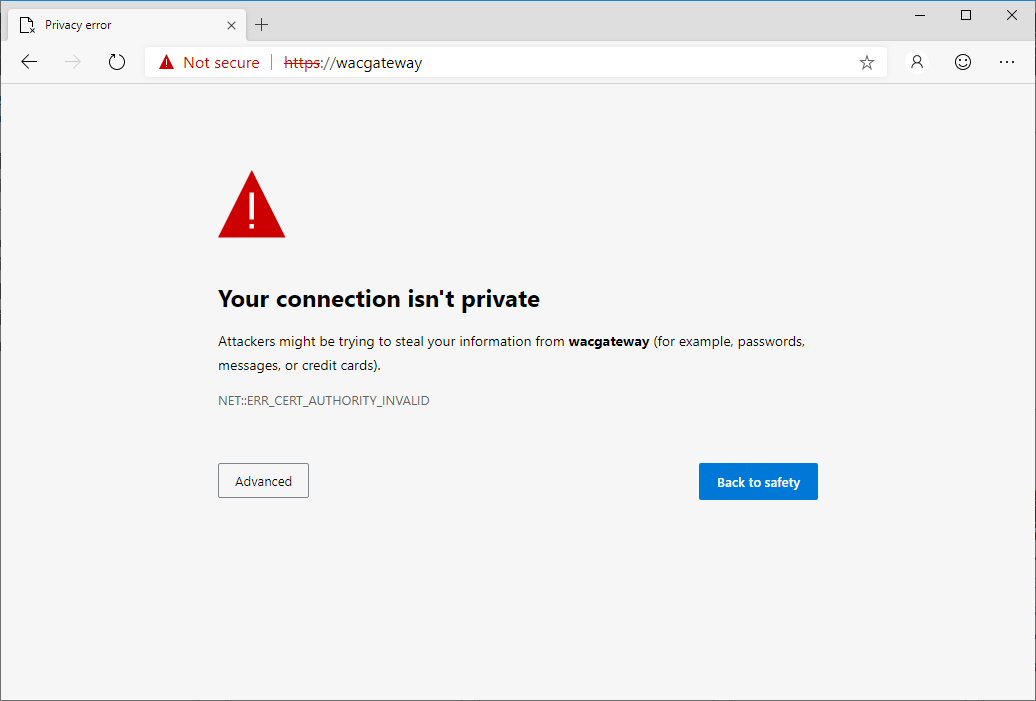 Privacy error
Not secure | https://wacgateway
Your connection isn't private
Attackers might be trying to steal your information from wacgateway (for example, passwords,
messages, or credit cards).
NET::ERR_CERT_AUTHORITY_INVALID
Advanced
Back to safety